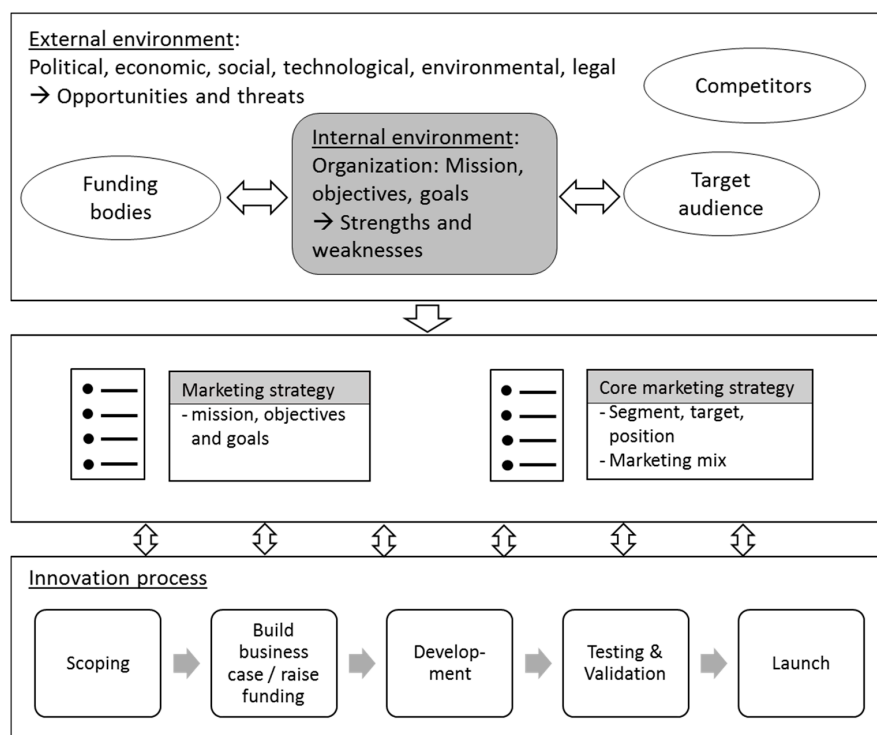 External environment:
Political, economic, social, technological, environmental, legal
→ Opportunities and threats
Competitors
Internal environment:
Organization: Mission,
objectives, goals
→ Strengths and
weaknesses
Funding
bodies
Target
audience
Marketing strategy
- mission, objectives
and goals
Core marketing strategy
- Segment, target,
position
- Marketing mix
Innovation process
Scoping
Build
business
case / raise
funding
Develop-
ment
Testing &
Validation
Launch